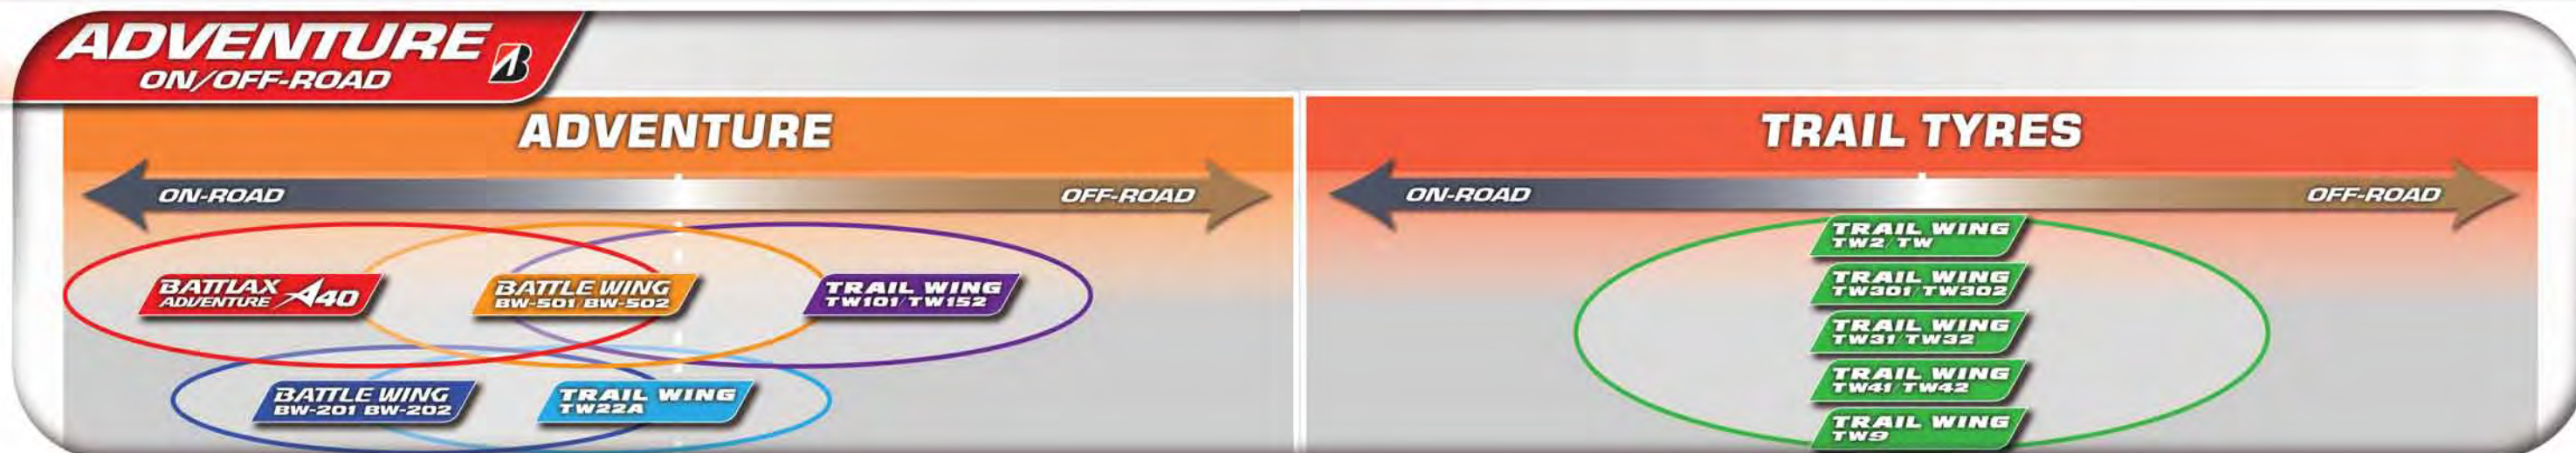 ADVENTURE
ON/OFF-ROAD
ADVENTURE
ON-ROAD
OFF-ROAD
BATTLAX
ADVENTURE A40
BATTLE WING
BW-501 BW-502
TRAIL WING
TW101/TW152
BATTLE WING
BW-201 BW-202
TRAIL WING
TW22A
TRAIL TYRES
ON-ROAD
OFF-ROAD
TRAIL WING
TW2/TW
TRAIL WING
TW301/TW302
TRAIL WING
TW31/TW32
TRAIL WING
TW41/TW42
TRAIL WING
TW9